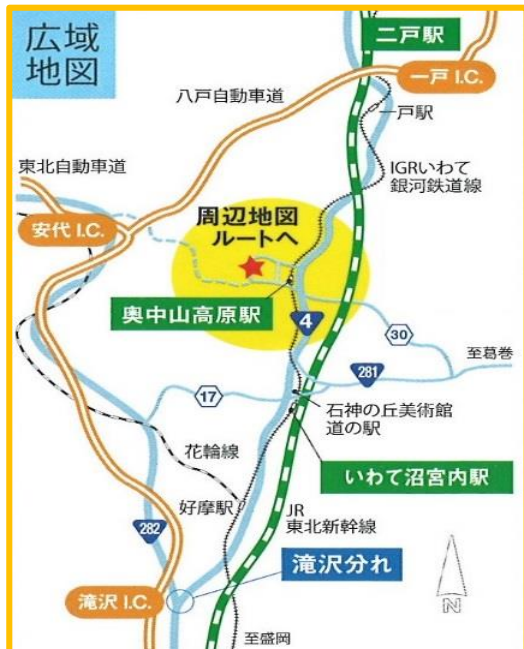 広域
地図
二戸駅
一戸 I.C.
八戸自動車道
一戸駅
東北自動車道
IGRいわて
銀河鉄道線
安代 I.C.
周辺地図
ルートへ
奥中山高原駅
4
30
281
至葛巻
17
石神の丘美術館
道の駅
花輪線
いわて沼宮内駅
好摩駅
JR
東北新幹線
282
滝沢分れ
滝沢 I.C.
N
至盛岡